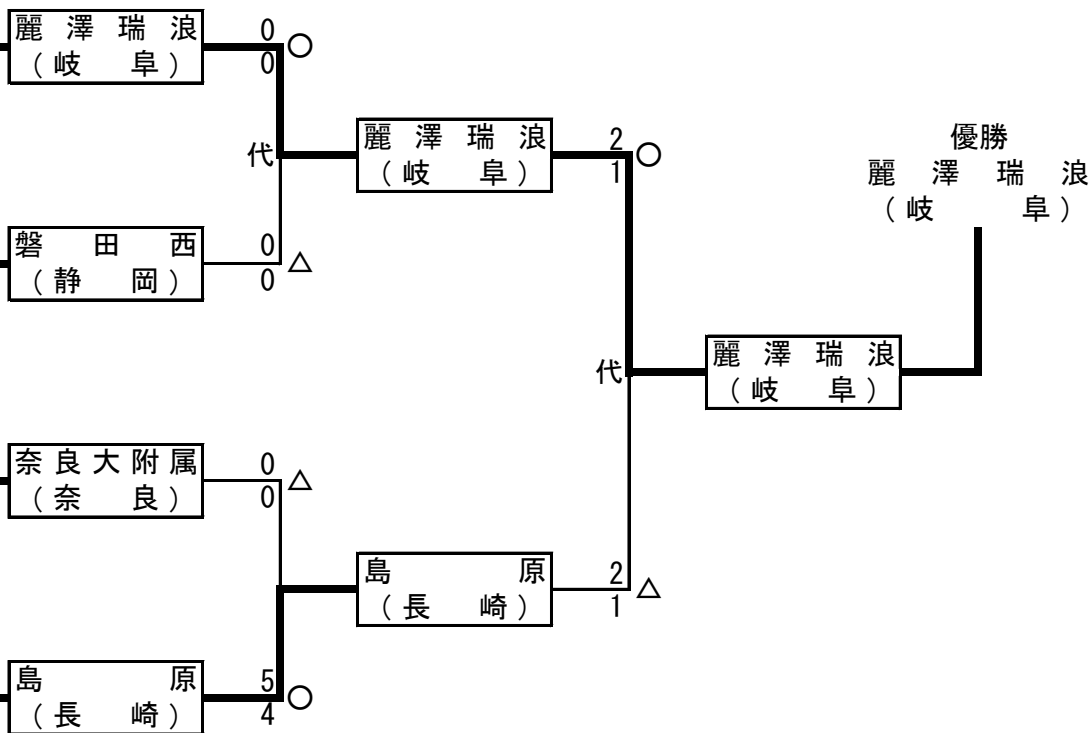 麗澤瑞浪
(岐阜)
0
0
○
代
磐田西
(静岡)
0
0
△
麗澤瑞浪
(岐阜)
2
1
○
奈良大附属
(奈良)
0
0
△
島原
(長崎)
5
4
○
島原
(長崎)
2
1
△
代
麗澤瑞浪
(岐阜)
優勝
麗澤瑞浪
(岐阜)